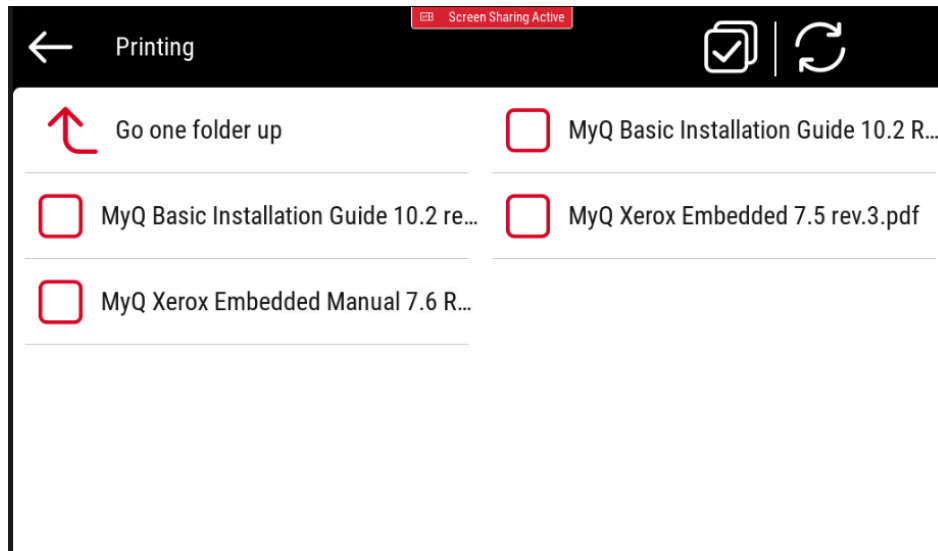 Screen Sharing Active
Printing
Go one folder up
MyQ Basic Installation Guide 10.2 R...
MyQ Basic Installation Guide 10.2 re...
MyQ Xerox Embedded 7.5 rev.3.pdf
MyQ Xerox Embedded Manual 7.6 R...